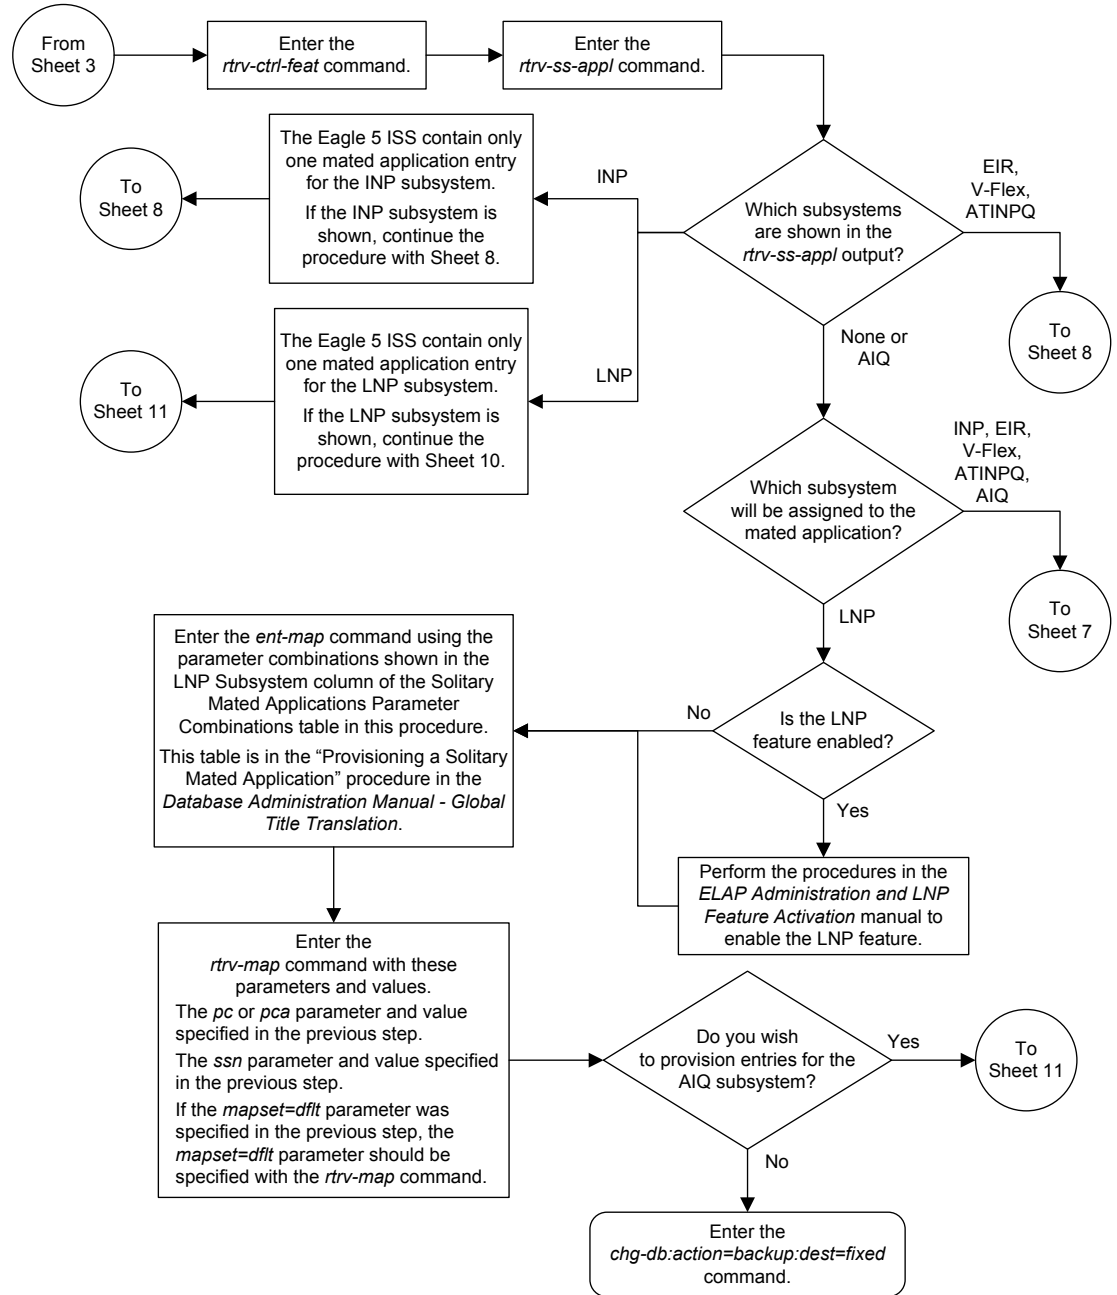 From
Sheet 3
Enter the
rtrv-ctrl-feat command.
Enter the
rtrv-ss-appl command.
The Eagle 5 ISS contain only
one mated application entry
for the INP subsystem.
If the INP subsystem is
shown, continue the
procedure with Sheet 8.
To
Sheet 8
INP
Which subsystems
are shown in the
rtrv-ss-appl output?
EIR,
V-Flex,
ATINPQ
To
Sheet 8
The Eagle 5 ISS contain only
one mated application entry
for the LNP subsystem.
If the LNP subsystem is
shown, continue the
procedure with Sheet 10.
To
Sheet 11
LNP
None or
AIQ
Which subsystem
will be assigned to the
mated application?
INP, EIR,
V-Flex,
ATINPQ,
AIQ
To
Sheet 7
LNP
Is the LNP
feature enabled?
No
Yes
Enter the ent-map command using the
parameter combinations shown in the
LNP Subsystem column of the Solitary
Mated Applications Parameter
Combinations table in this procedure.
This table is in the “Provisioning a Solitary
Mated Application” procedure in the
Database Administration Manual - Global
Title Translation.
Perform the procedures in the
ELAP Administration and LNP
Feature Activation manual to
enable the LNP feature.
Enter the
rtrv-map command with these
parameters and values.
The pc or pca parameter and value
specified in the previous step.
The ssn parameter and value specified
in the previous step.
If the mapset=dflt parameter was
specified in the previous step, the
mapset=dflt parameter should be
specified with the rtrv-map command.
Do you wish
to provision entries for the
AIQ subsystem?
Yes
To
Sheet 11
No
Enter the
chg-db:action=backup:dest=fixed
command.